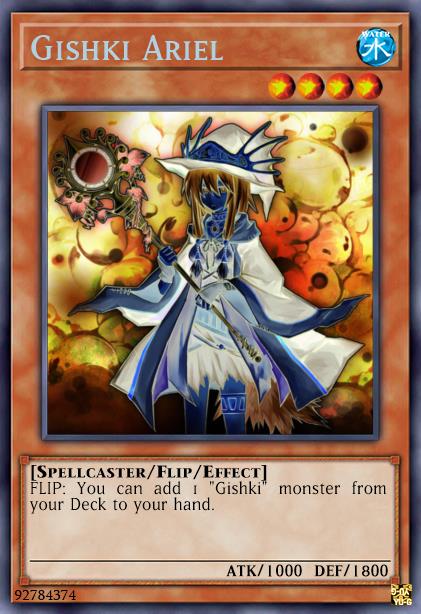 Gishki Ariel
WATER
水
[Spellcaster/Flip/Effect]
FLIP: You can add 1 "Gishki" monster from
your Deck to your hand.
ATK/1000 DEF/1800
92784374